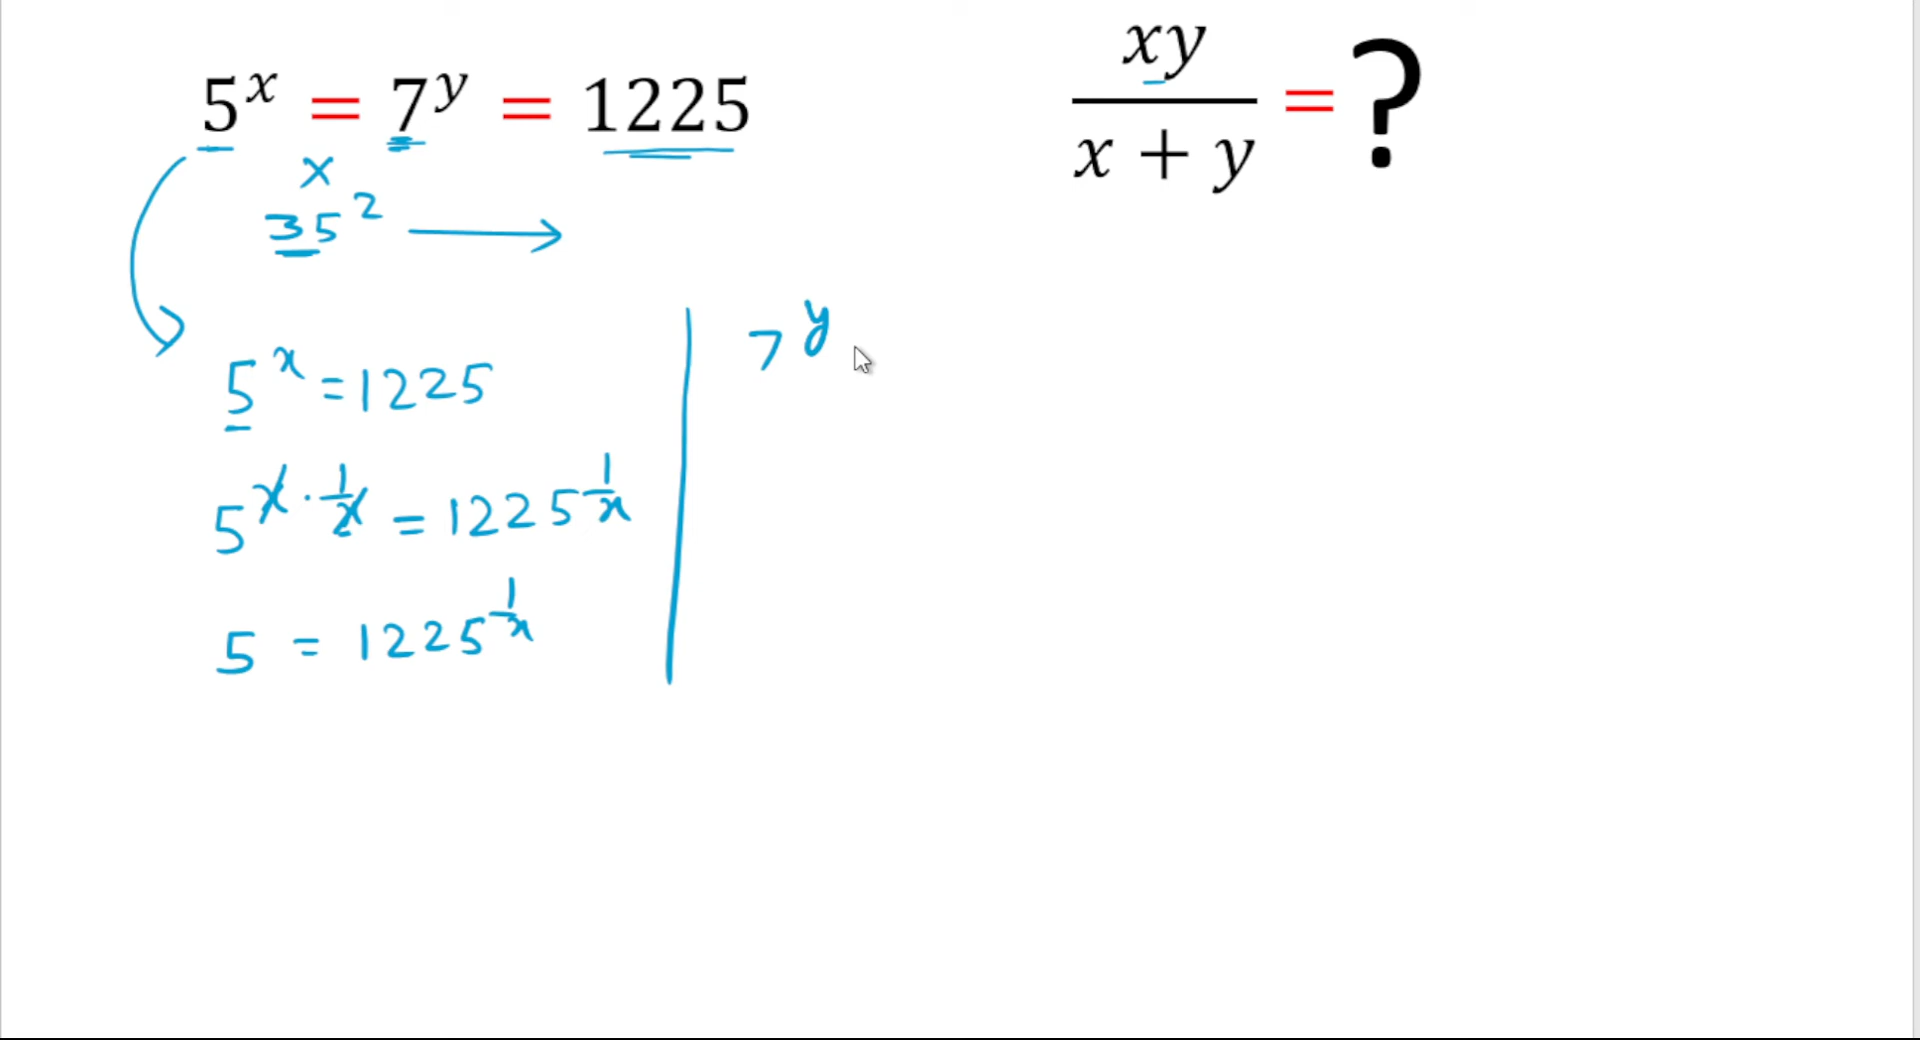 5^x = 7^y = 1225
xy/(x + y) = ?
x
35^2 →
5^x = 1225
5^(x · 1/x) = 1225^(1/x)
5 = 1225^(1/x)
7^y